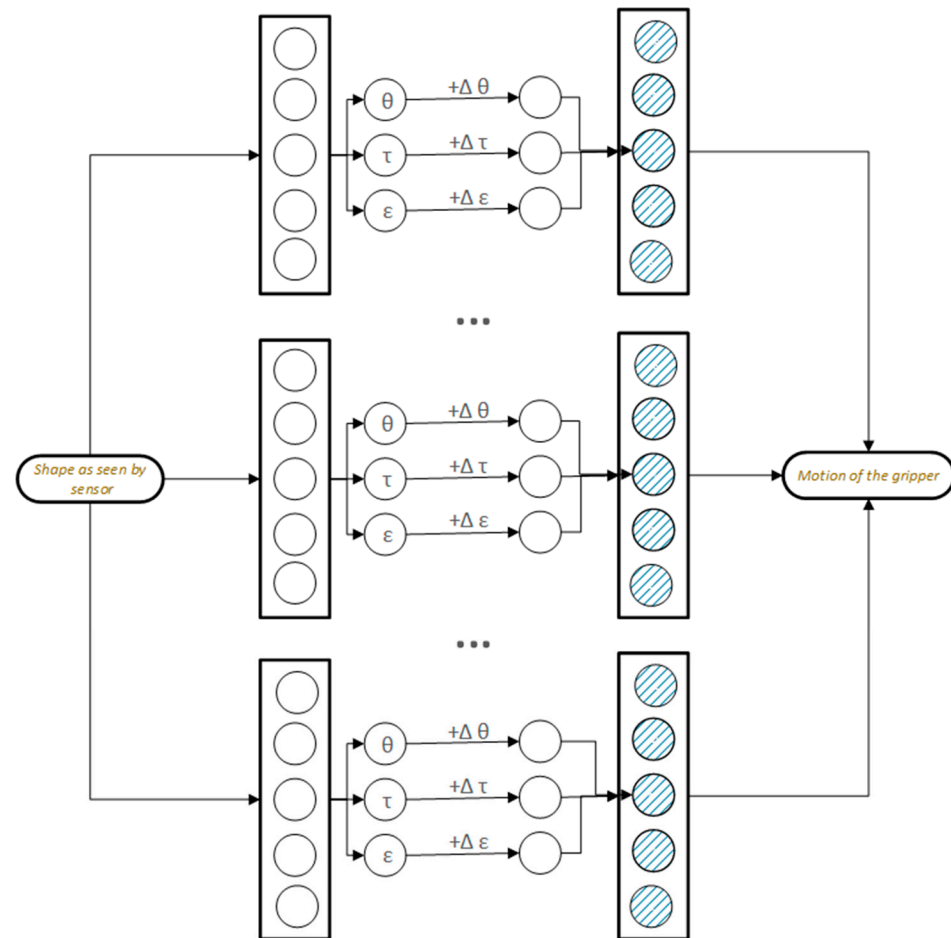 θ +Δ θ
τ +Δ τ
ε +Δ ε
...
Shape as seen by
sensor
θ +Δ θ
τ +Δ τ
ε +Δ ε
Motion of the gripper
...
θ +Δ θ
τ +Δ τ
ε +Δ ε